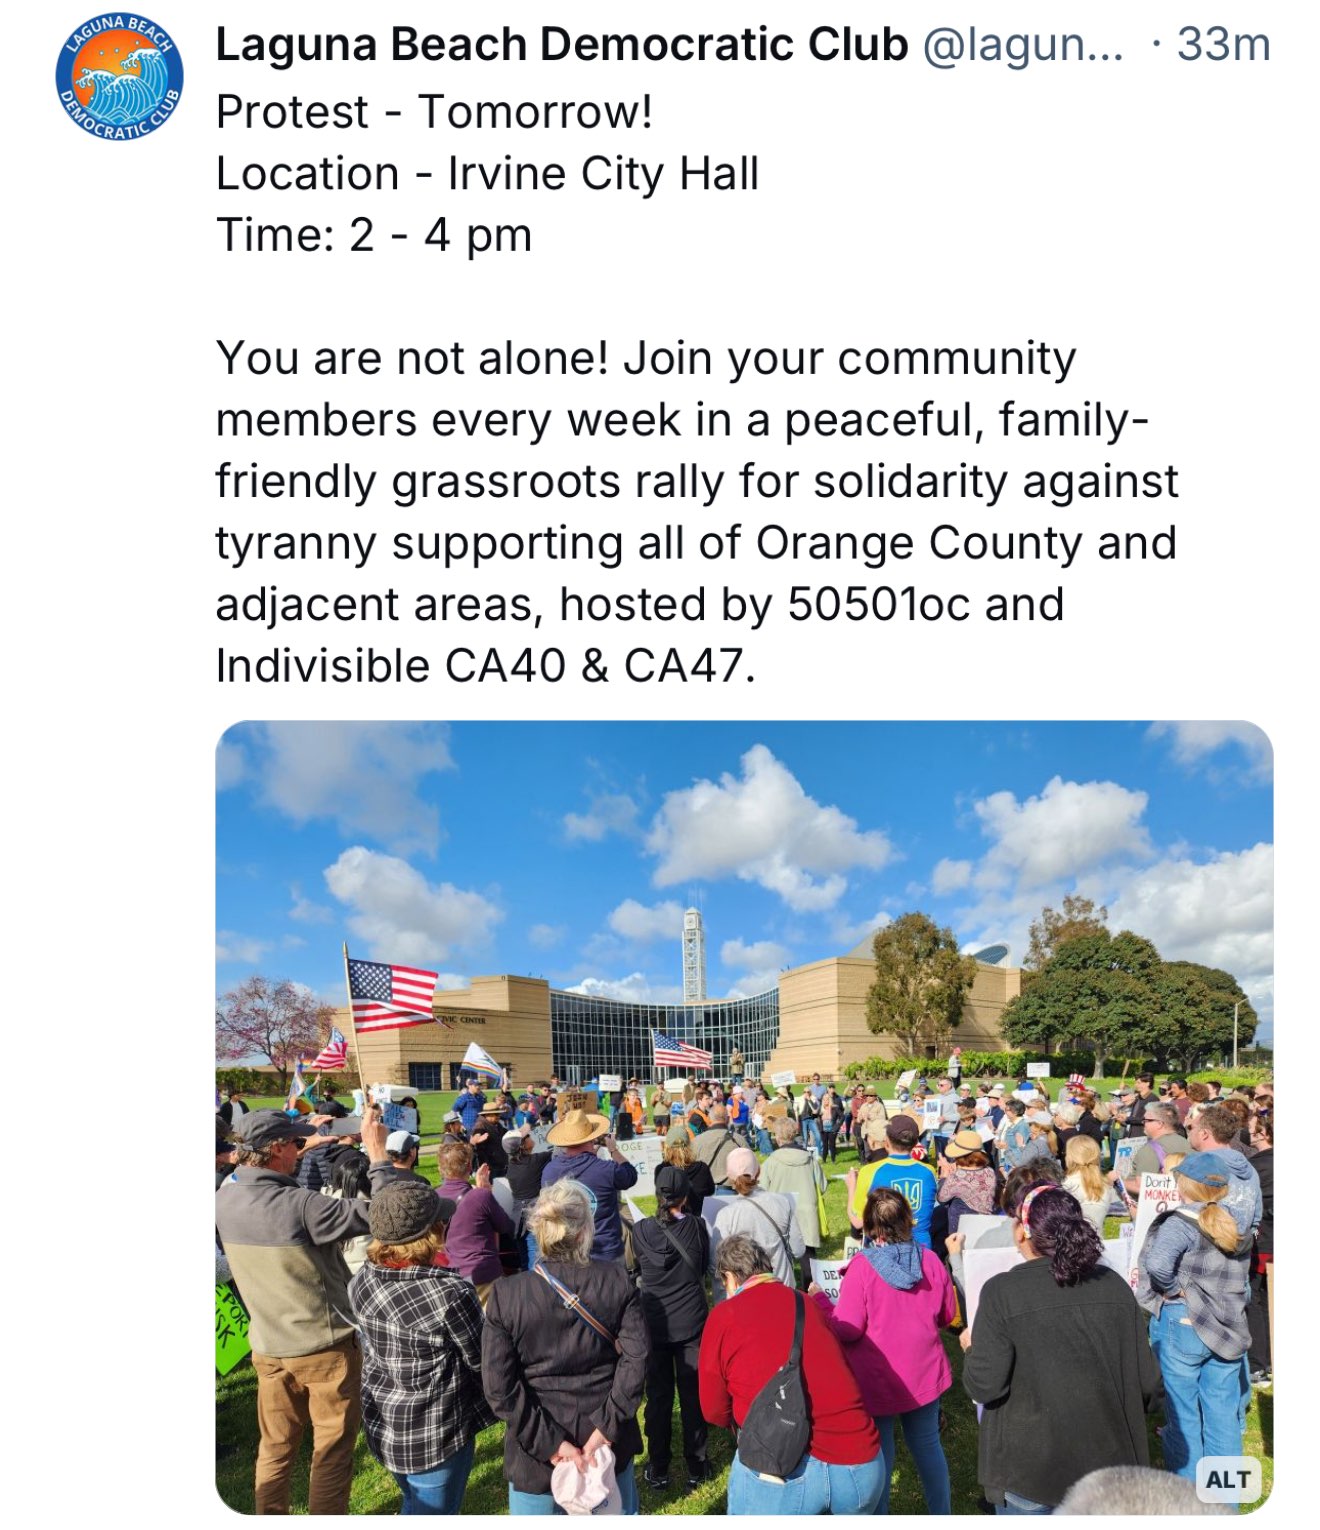 LAGUNA BEACH
DEMOCRATIC CLUB
Laguna Beach Democratic Club @lagun... · 33m
Protest - Tomorrow!
Location - Irvine City Hall
Time: 2 - 4 pm
You are not alone! Join your community
members every week in a peaceful, family-
friendly grassroots rally for solidarity against
tyranny supporting all of Orange County and
adjacent areas, hosted by 50501oc and
Indivisible CA40 & CA47.
CIVIC CENTER
Don't
MONKEY
ALT